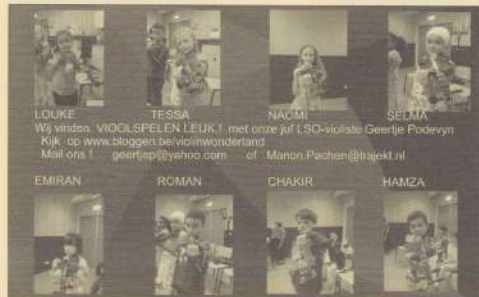 LOUKE TESSA NAOMI SELMA
Wij vinden VIOOLSPELEN LEUK ! met onze juf LSO-violiste Geertje Podevyn
Kijk op www.bloggen.be/violinwonderland
Mail ons ! geertjep@yahoo.com of Manon.Pachen@trajekt.nl
EMIRAN ROMAN CHAKIR HAMZA